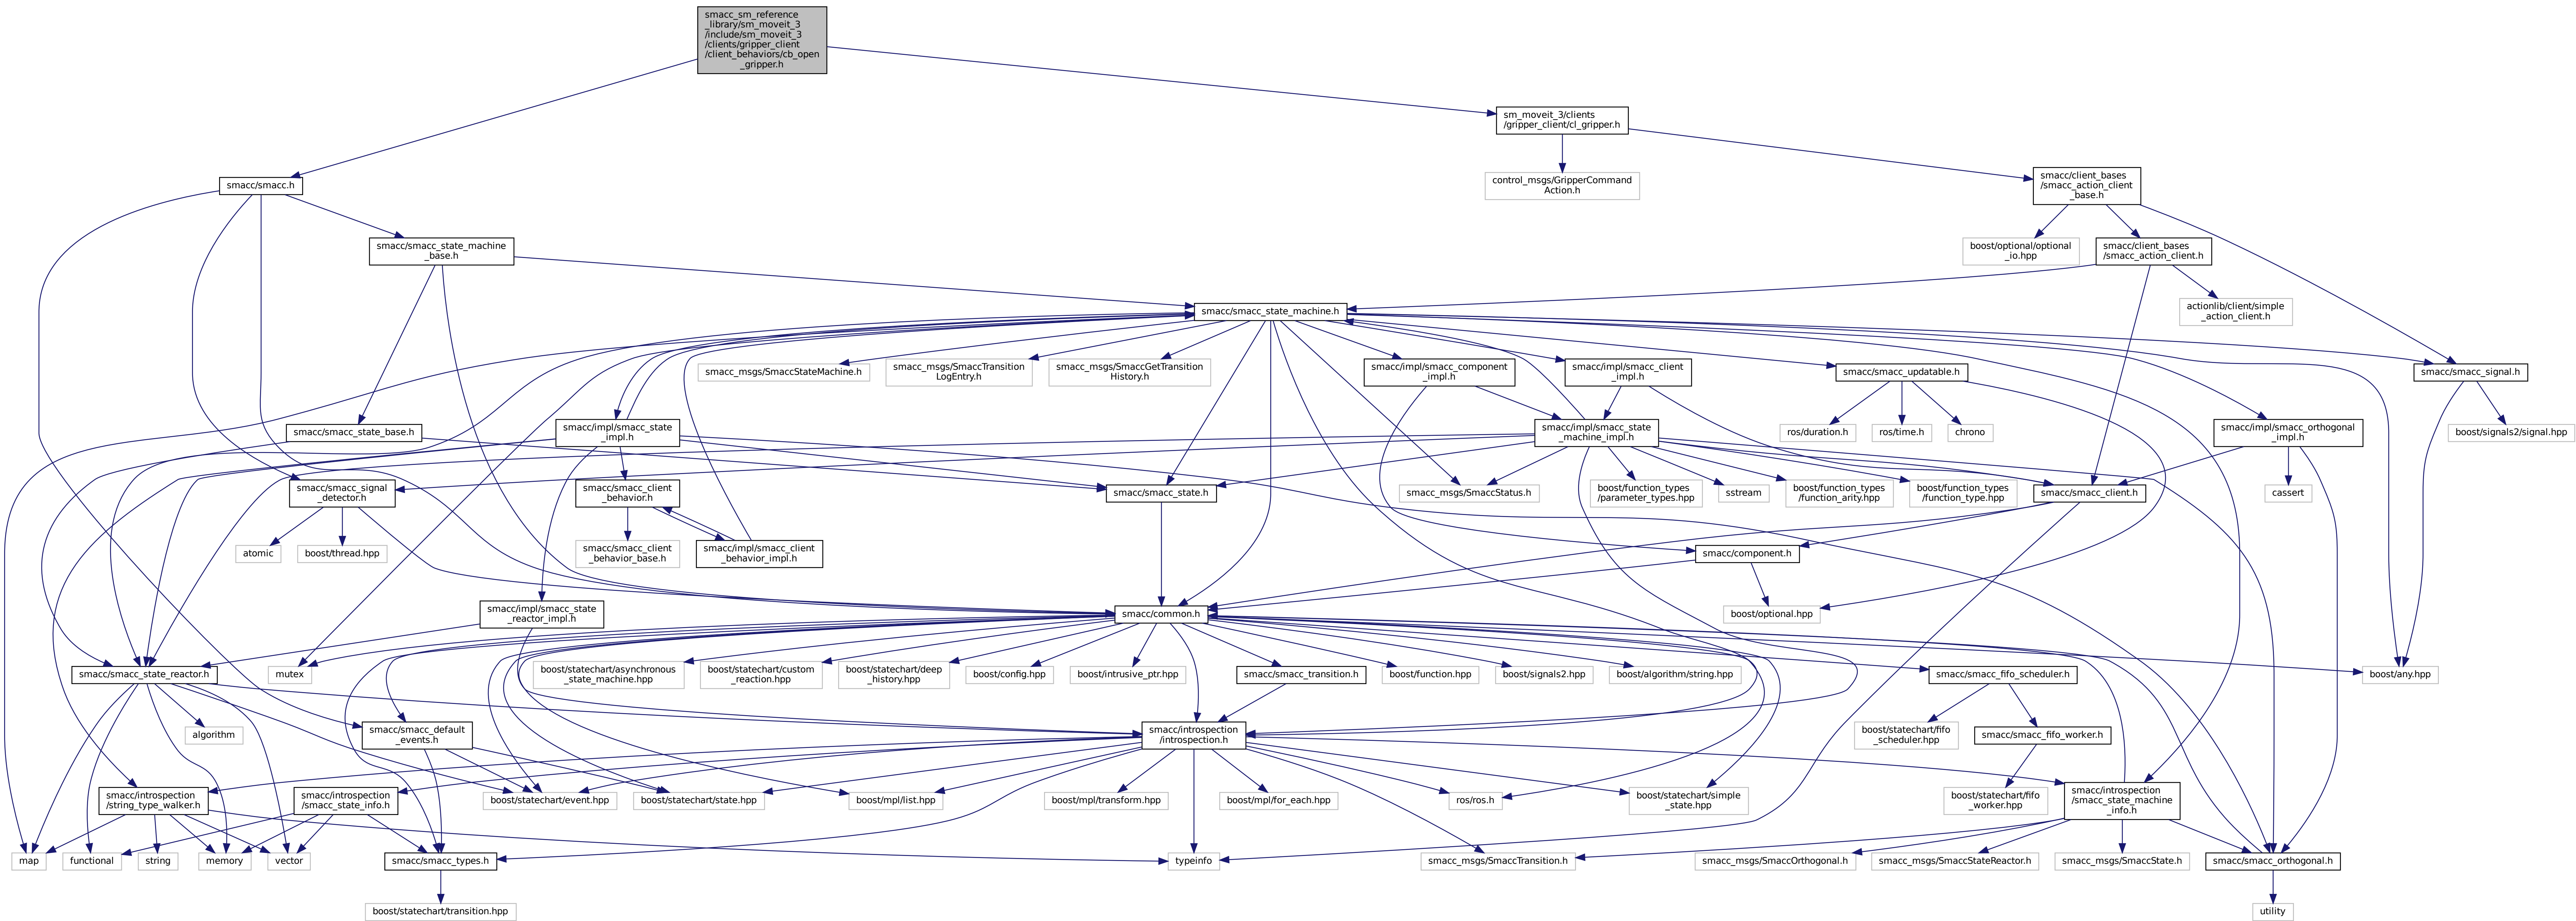 smacc_sm_reference
_library/sm_moveit_3
/include/sm_moveit_3
/clients/gripper_client
/client_behaviors/cb_open
_gripper.h
sm_moveit_3/clients
/gripper_client/cl_gripper.h
smacc/smacc.h
control_msgs/GripperCommand
Action.h
smacc/client_bases
/smacc_action_client
_base.h
smacc/smacc_state_machine
_base.h
boost/optional/optional
_io.hpp
smacc/client_bases
/smacc_action_client.h
smacc/smacc_state_machine.h
actionlib/client/simple
_action_client.h
smacc_msgs/SmaccStateMachine.h
smacc_msgs/SmaccTransition
LogEntry.h
smacc_msgs/SmaccGetTransition
History.h
smacc/impl/smacc_component
_impl.h
smacc/impl/smacc_client
_impl.h
smacc/smacc_updatable.h
smacc/smacc_signal.h
smacc/smacc_state_base.h
smacc/impl/smacc_state
_impl.h
smacc/impl/smacc_state
_machine_impl.h
ros/duration.h
ros/time.h
chrono
smacc/impl/smacc_orthogonal
_impl.h
boost/signals2/signal.hpp
smacc/smacc_signal
_detector.h
smacc/smacc_client
_behavior.h
smacc/smacc_state.h
smacc_msgs/SmaccStatus.h
boost/function_types
/parameter_types.hpp
sstream
boost/function_types
/function_arity.hpp
boost/function_types
/function_type.hpp
smacc/smacc_client.h
cassert
atomic
boost/thread.hpp
smacc/smacc_client
_behavior_base.h
smacc/impl/smacc_client
_behavior_impl.h
smacc/component.h
smacc/impl/smacc_state
_reactor_impl.h
smacc/common.h
boost/optional.hpp
smacc/smacc_state_reactor.h
mutex
boost/statechart/asynchronous
_state_machine.hpp
boost/statechart/custom
_reaction.hpp
boost/statechart/deep
_history.hpp
boost/config.hpp
boost/intrusive_ptr.hpp
smacc/smacc_transition.h
boost/function.hpp
boost/signals2.hpp
boost/algorithm/string.hpp
smacc/smacc_fifo_scheduler.h
boost/any.hpp
algorithm
smacc/smacc_default
_events.h
smacc/introspection
/introspection.h
boost/statechart/fifo
_scheduler.hpp
smacc/smacc_fifo_worker.h
smacc/introspection
/string_type_walker.h
smacc/introspection
/smacc_state_info.h
boost/statechart/event.hpp
boost/statechart/state.hpp
boost/mpl/list.hpp
boost/mpl/transform.hpp
boost/mpl/for_each.hpp
ros/ros.h
boost/statechart/simple
_state.hpp
boost/statechart/fifo
_worker.hpp
smacc/introspection
/smacc_state_machine
_info.h
map
functional
string
memory
vector
smacc/smacc_types.h
typeinfo
smacc_msgs/SmaccTransition.h
smacc_msgs/SmaccOrthogonal.h
smacc_msgs/SmaccStateReactor.h
smacc_msgs/SmaccState.h
smacc/smacc_orthogonal.h
boost/statechart/transition.hpp
utility